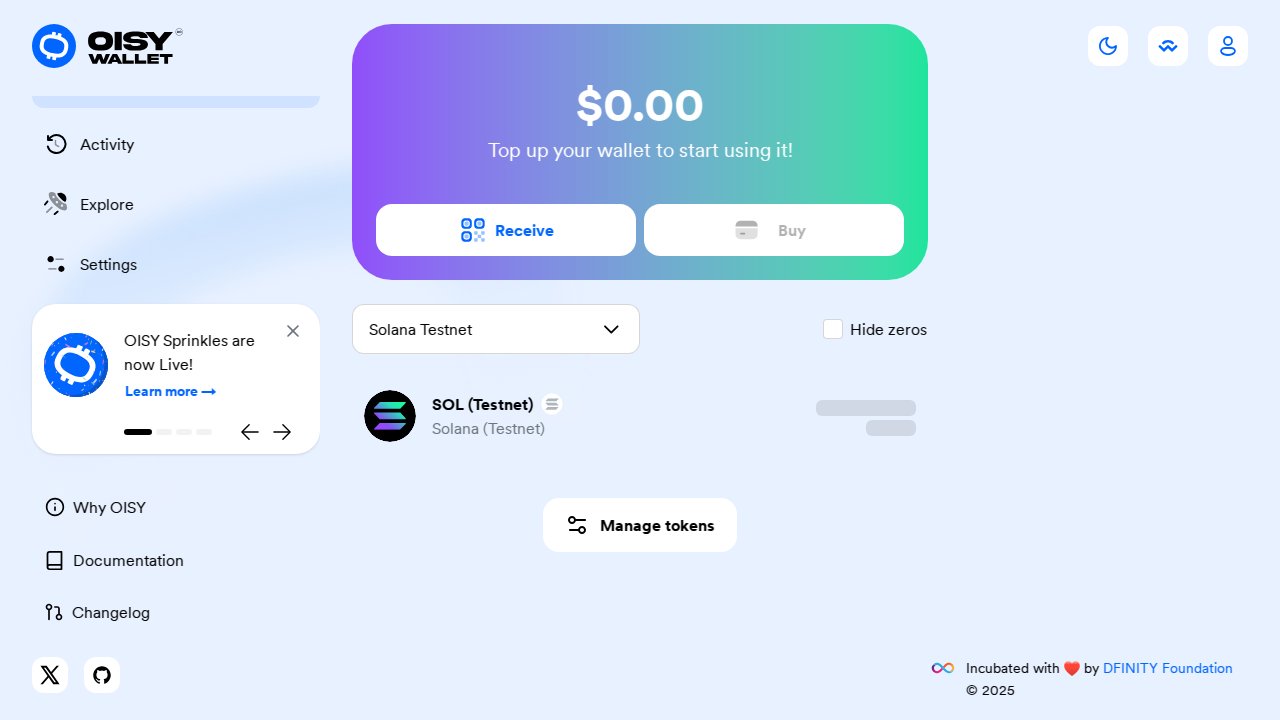 OISY
WALLET
Activity
Explore
Settings
OISY Sprinkles are
now Live!
Learn more →
Why OISY
Documentation
Changelog
$0.00
Top up your wallet to start using it!
Receive
Buy
Solana Testnet
Hide zeros
SOL (Testnet)
Solana (Testnet)
Manage tokens
Incubated with ❤️ by DFINITY Foundation
© 2025